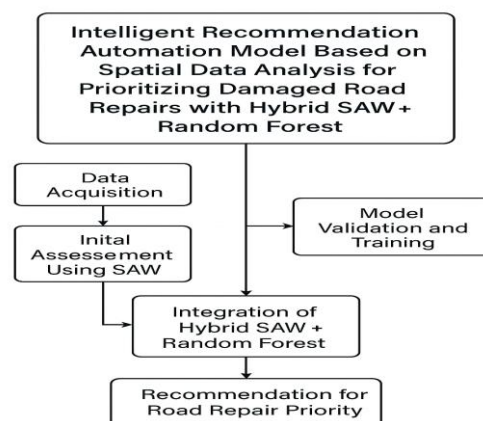 Intelligent Recommendation
Automation Model Based on
Spatial Data Analysis for
Prioritizing Damaged Road
Repairs with Hybrid SAW +
Random Forest
Data
Acquisition
Inital
Assessement
Using SAW
Model
Validation and
Training
Integration of
Hybrid SAW +
Random Forest
Recommendation for
Road Repair Priority